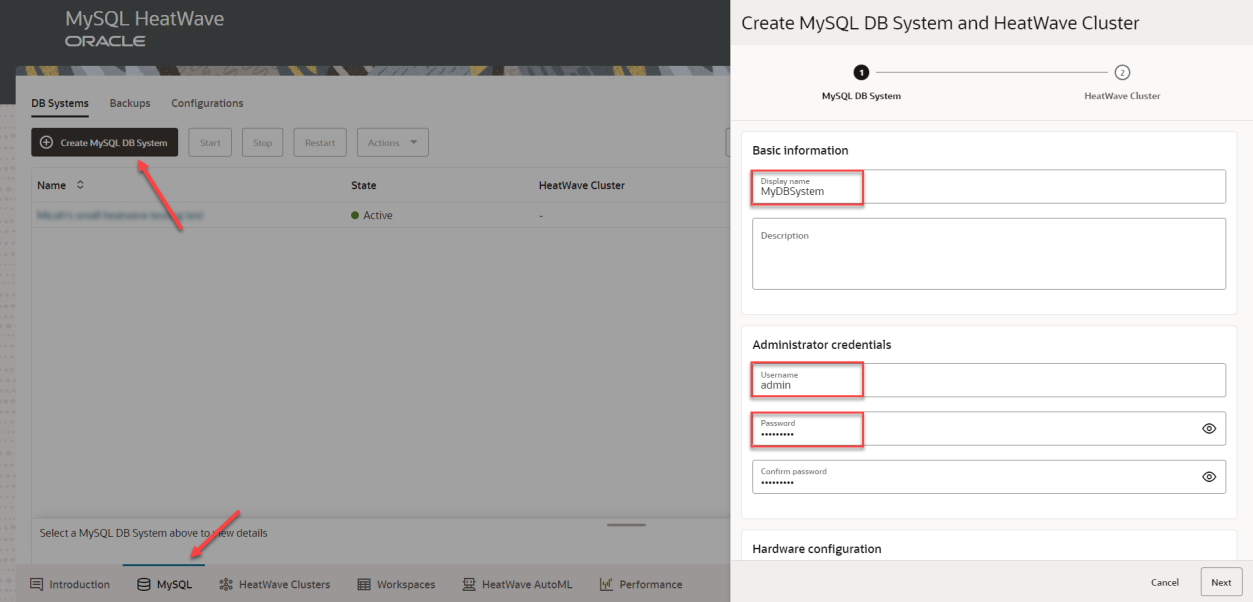 MySQL HeatWave
ORACLE
DB Systems Backups Configurations
Create MySQL DB System Start Stop Restart Actions
Name State HeatWave Cluster
Active -
Select a MySQL DB System above to view details
Introduction MySQL HeatWave Clusters Workspaces HeatWave AutoML Performance
Create MySQL DB System and HeatWave Cluster
1 2
MySQL DB System HeatWave Cluster
Basic information
Display name
MyDBSystem
Description
Administrator credentials
Username
admin
Password
•••••••••
Confirm password
•••••••••
Hardware configuration
Cancel Next